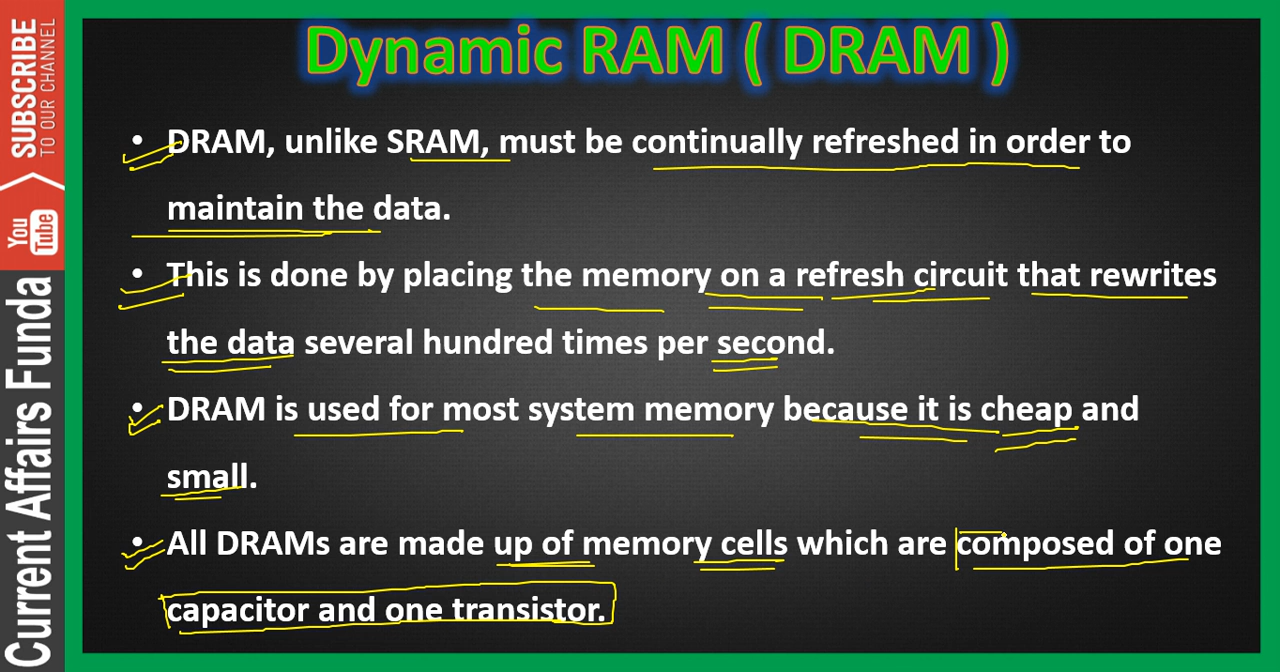 Dynamic RAM ( DRAM )
• DRAM, unlike SRAM, must be continually refreshed in order to
maintain the data.
• This is done by placing the memory on a refresh circuit that rewrites
the data several hundred times per second.
• DRAM is used for most system memory because it is cheap and
small.
• All DRAMs are made up of memory cells which are composed of one
capacitor and one transistor.
SUBSCRIBE
TO OUR CHANNEL
You
Tube
Current Affairs Funda